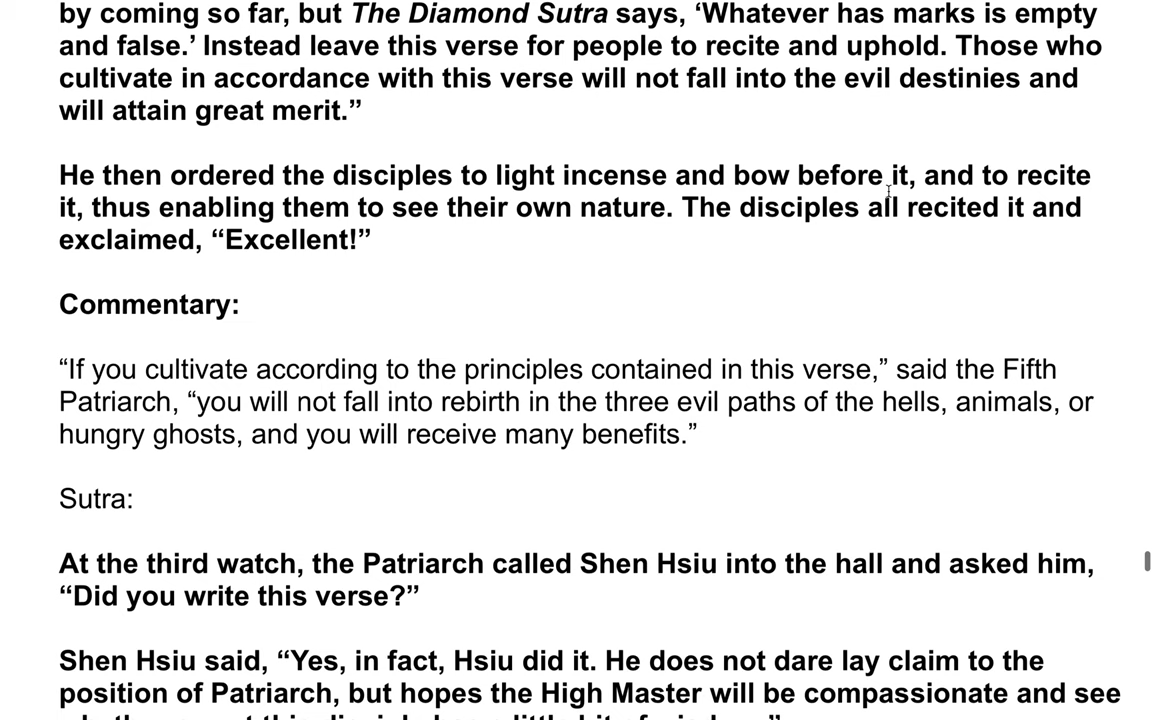 by coming so far, but The Diamond Sutra says, ‘Whatever has marks is empty
and false.’ Instead leave this verse for people to recite and uphold. Those who
cultivate in accordance with this verse will not fall into the evil destinies and
will attain great merit.”
He then ordered the disciples to light incense and bow before it, and to recite
it, thus enabling them to see their own nature. The disciples all recited it and
exclaimed, “Excellent!”
Commentary:
“If you cultivate according to the principles contained in this verse,” said the Fifth
Patriarch, “you will not fall into rebirth in the three evil paths of the hells, animals, or
hungry ghosts, and you will receive many benefits.”
Sutra:
At the third watch, the Patriarch called Shen Hsiu into the hall and asked him,
“Did you write this verse?”
Shen Hsiu said, “Yes, in fact, Hsiu did it. He does not dare lay claim to the
position of Patriarch, but hopes the High Master will be compassionate and see